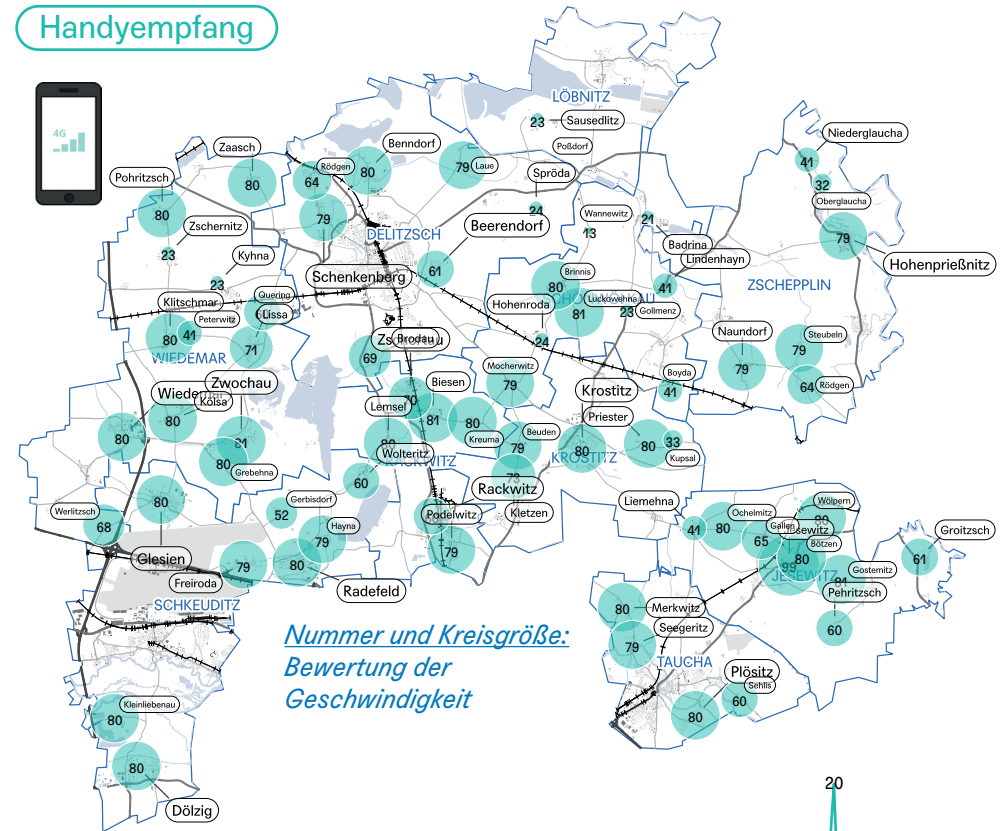 Handyempfang
4G
LÖBNITZ
23
Sausedlitz
Poßdorf
Niederglaucha
41
32
Oberglaucha
79
Hohenprießnitz
Zaasch
80
Rödgen
64
Benndorf
80
79
Laue
Spröda
24
Pohritzsch
80
Zschernitz
23
Kyhna
23
79
DELITZSCH
Beerendorf
61
Schenkenberg
Wannewitz
13
21
Badrina
Lindenhayn
41
ZSCHEPPLIN
Brinnis
80
Luckowehna
81
23
Gollmenz
Hohenroda
24
Klitschmar
Quering
Peterwitz
Lissa
80
41
71
WIEDEMAR
Brodau
69
Mocherwitz
79
Naundorf
79
Steubeln
79
64
Rödgen
Boyda
41
Krostitz
Priester
Zwochau
Kölsa
80
80
81
80
Grebehna
Biesen
Lemsel
81
80
Kreuma
Beuden
79
Wolteritz
60
80
KROSTITZ
80
33
Kupsal
Rackwitz
Kletzen
Podelwitz
79
80
Werlitzsch
68
Glesien
Gerbisdorf
52
Hayna
79
80
79
Freiroda
Radefeld
SCHKEUDITZ
Liemehna
41
80
Ochelmitz
65
Gallen
Wölpern
Bötzen
80
99
JESEWITZ
Gostemitz
81
Pehritzsch
60
Groitzsch
61
80
Merkwitz
79
Seegeritz
TAUCHA
Plösitz
Sehlis
60
80
Nummer und Kreisgröße:
Bewertung der
Geschwindigkeit
Kleinliebenau
80
80
Dölzig
20